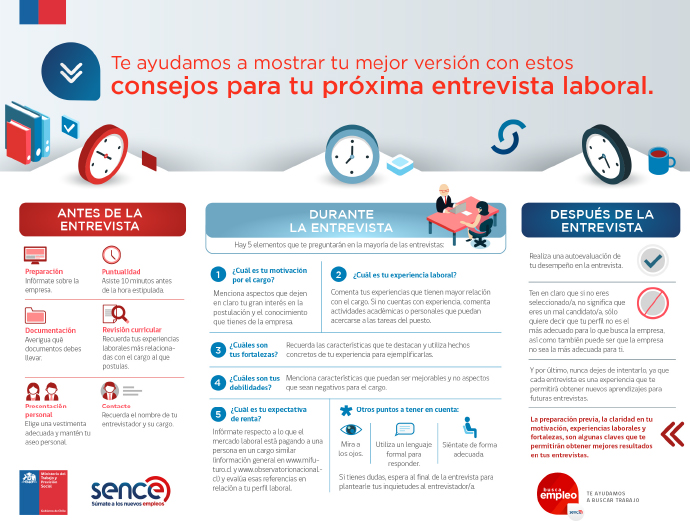 Te ayudamos a mostrar tu mejor versión con estos
consejos para tu próxima entrevista laboral.
ANTES DE LA
ENTREVISTA
Preparación
Infórmate sobre la
empresa.
Puntualidad
Asiste 10 minutos antes
de la hora estipulada.
Documentación
Averigua qué
documentos debes
llevar.
Revisión curricular
Recuerda tus experiencias
laborales más relaciona-
das con el cargo al que
postulas.
Presentación
personal
Elige una vestimenta
adecuada y mantén tu
aseo personal.
Contacto
Recuerda el nombre de tu
entrevistador y su cargo.
DURANTE
LA ENTREVISTA
Hay 5 elementos que te preguntarán en la mayoría de las entrevistas:
1 ¿Cuál es tu motivación
por el cargo?
Menciona aspectos que dejen
en claro tu gran interés en la
postulación y el conocimiento
que tienes de la empresa.
2 ¿Cuál es tu experiencia laboral?
Comenta tus experiencias que tienen mayor relación
con el cargo. Si no cuentas con experiencia, comenta
actividades académicas o personales que puedan
acercarse a las tareas del puesto.
3 ¿Cuáles son
tus fortalezas?
Recuerda las características que te destacan y utiliza hechos
concretos de tu experiencia para ejemplificarlas.
4 ¿Cuáles son tus
debilidades?
Menciona características que puedan ser mejorables y no aspectos
que sean negativos para el cargo.
5 ¿Cuál es tu expectativa
de renta?
Infórmate respecto a lo que el
mercado laboral está pagando a una
persona en un cargo similar
(información general en www.mifu-
turo.cl y www.observatorionacional.-
cl) y evalúa esas referencias en
relación a tu perfil laboral.
Otros puntos a tener en cuenta:
Mira a
los ojos.
Utiliza un lenguaje
formal para
responder.
Siéntate de forma
adecuada.
Si tienes dudas, espera al final de la entrevista para
plantearle tus inquietudes al entrevistador/a.
DESPUÉS DE LA
ENTREVISTA
Realiza una autoevaluación de
tu desempeño en la entrevista.
Ten en claro que si no eres
seleccionado/a, no significa que
eres un mal candidato/a, sólo
quiere decir que tu perfil no es el
más adecuado para lo que busca la empresa,
así como también puede ser que la empresa
no sea la más adecuada para ti.
Y por último, nunca dejes de intentarlo, ya que
cada entrevista es una experiencia que te
permitirá obtener nuevos aprendizajes para
futuras entrevistas.
La preparación previa, la claridad en tu
motivación, experiencias laborales y
fortalezas, son algunas claves que te
permitirán obtener mejores resultados
en tus entrevistas.
Ministerio del
Trabajo y
Previsión
Social
Gobierno de Chile
sence
Súmate a los nuevos empleos
busca
empleo
sence
TE AYUDAMOS
A BUSCAR TRABAJO